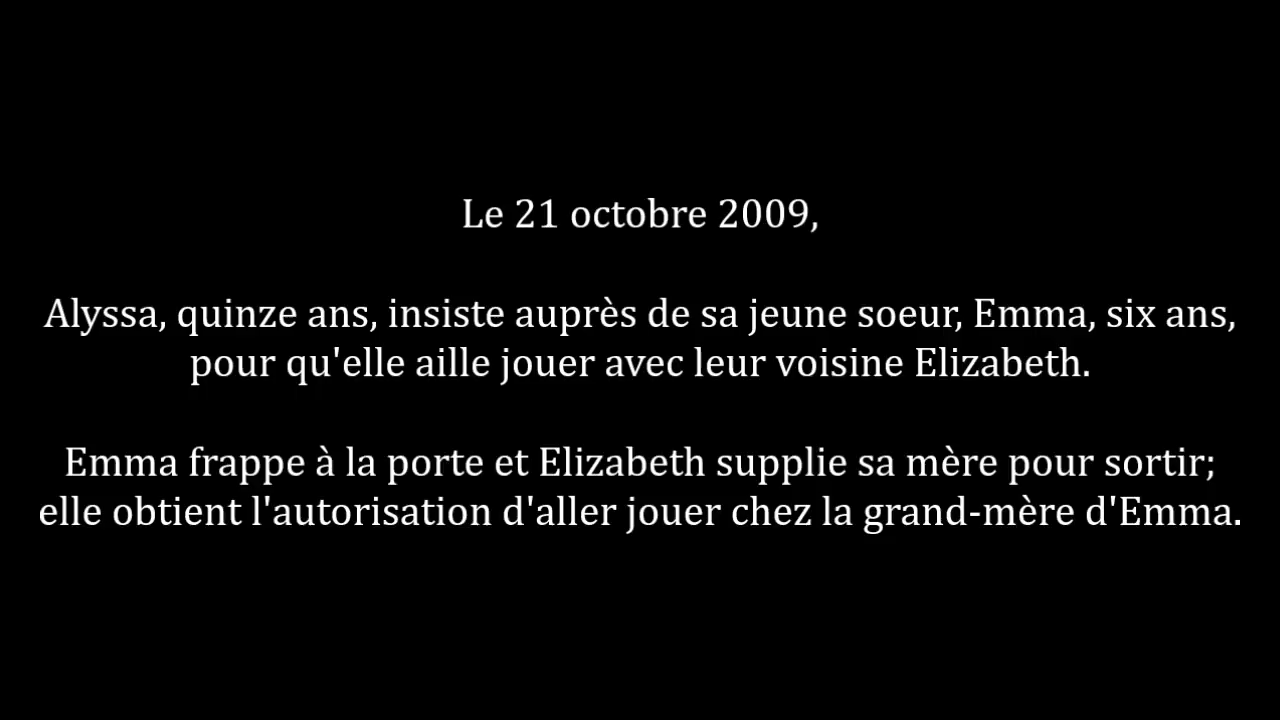 Le 21 octobre 2009,
Alyssa, quinze ans, insiste auprès de sa jeune soeur, Emma, six ans,
pour qu'elle aille jouer avec leur voisine Elizabeth.
Emma frappe à la porte et Elizabeth supplie sa mère pour sortir;
elle obtient l'autorisation d'aller jouer chez la grand-mère d'Emma.